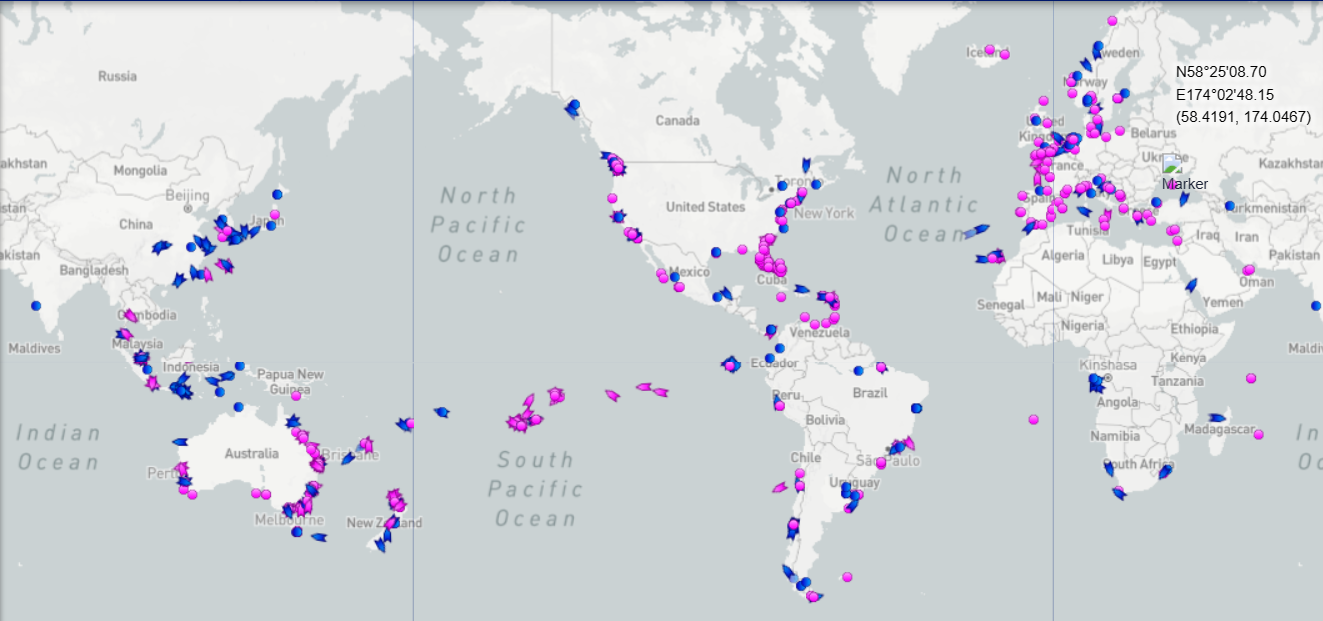 Russia
Mongolia
Beijing
China
Japan
Bangladesh
Cambodia
Malaysia
Maldives
Indonesia
Papua New
Guinea
Indian
Ocean
Australia
Brisbane
Perth
Melbourne
New Zealand
North
Pacific
Ocean
South
Pacific
Ocean
Canada
United States
Toronto
New York
Mexico
Cuba
Venezuela
Ecuador
Peru
Brazil
Bolivia
Chile
São Paulo
Uruguay
North
Atlantic
Ocean
Iceland
Sweden
Norway
United
Kingdom
Belarus
Ukraine
France
Spain
Kazakhstan
akhstan
stan
akistan
urkmenistan
Tunisia
Algeria
Libya
Egypt
Iraq
Iran
Pakistan
Oman
Yemen
Senegal
Mali
Niger
Nigeria
Ethiopia
Kenya
Kinshasa
Tanzania
Angola
Namibia
Madagascar
South Africa
Maldiv
In
Oc
N58°25'08.70
E174°02'48.15
(58.4191, 174.0467)
Marker